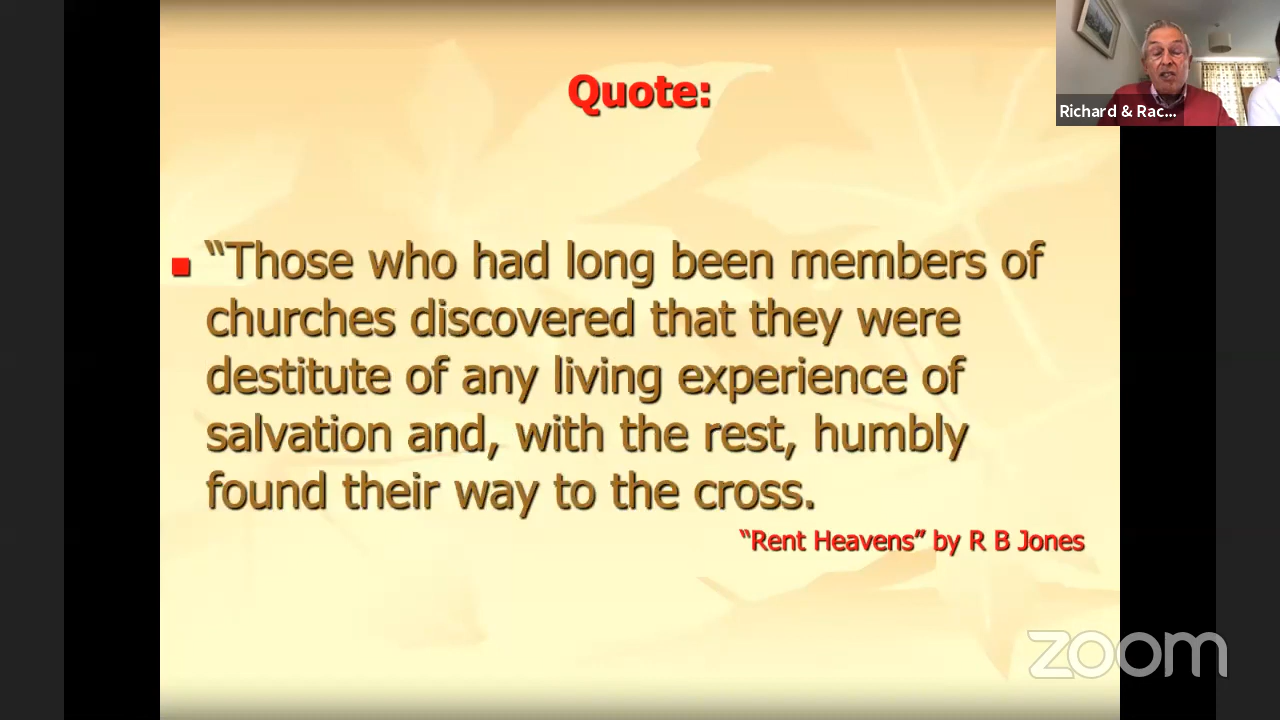 Quote:
“Those who had long been members of
churches discovered that they were
destitute of any living experience of
salvation and, with the rest, humbly
found their way to the cross.
“Rent Heavens” by R B Jones
Richard & Rac...
zoom